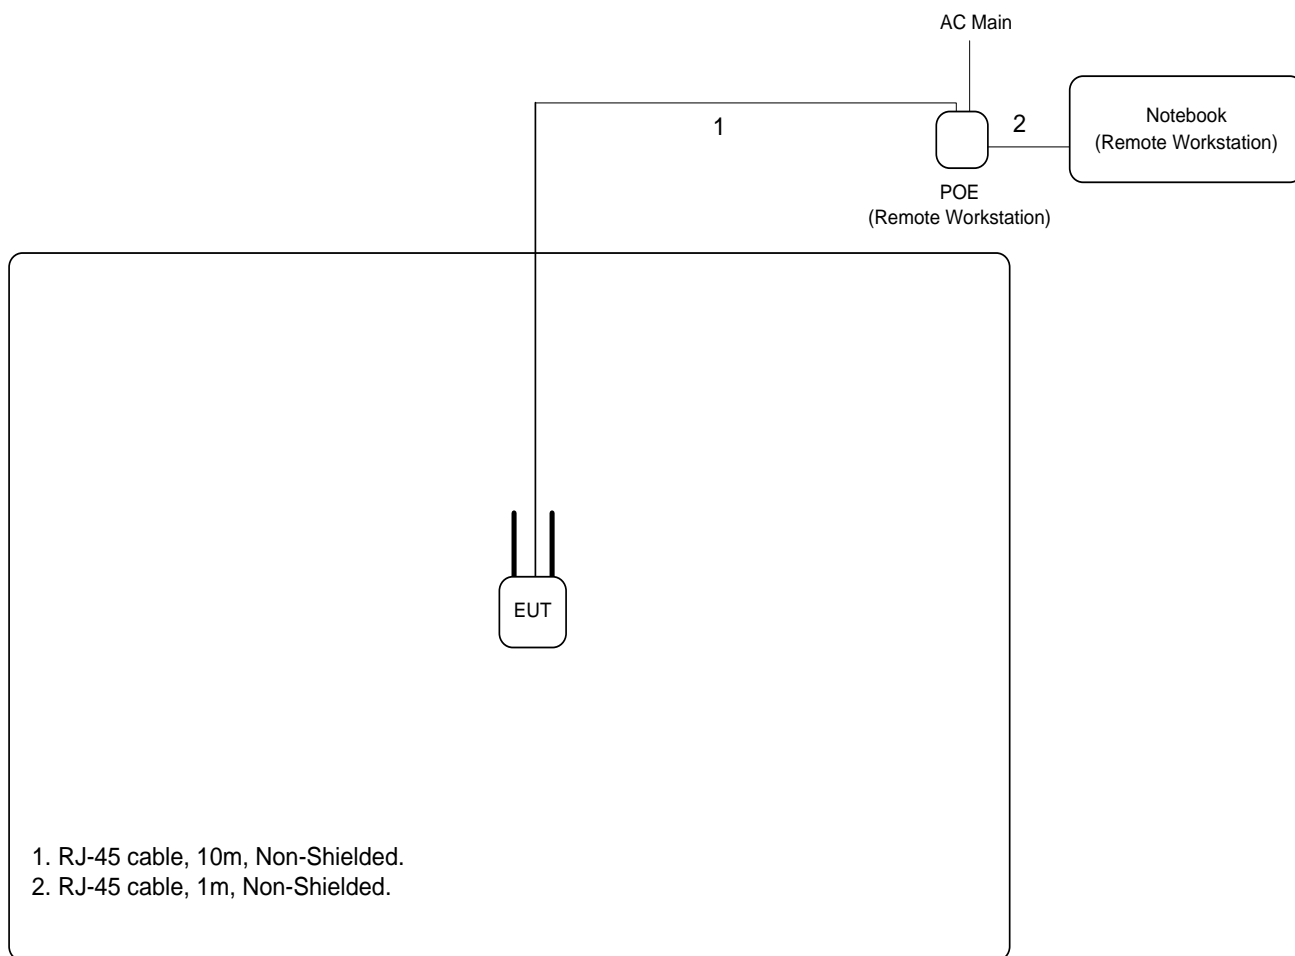 AC Main
1
2
Notebook
(Remote Workstation)
POE
(Remote Workstation)
EUT
1. RJ-45 cable, 10m, Non-Shielded.
2. RJ-45 cable, 1m, Non-Shielded.